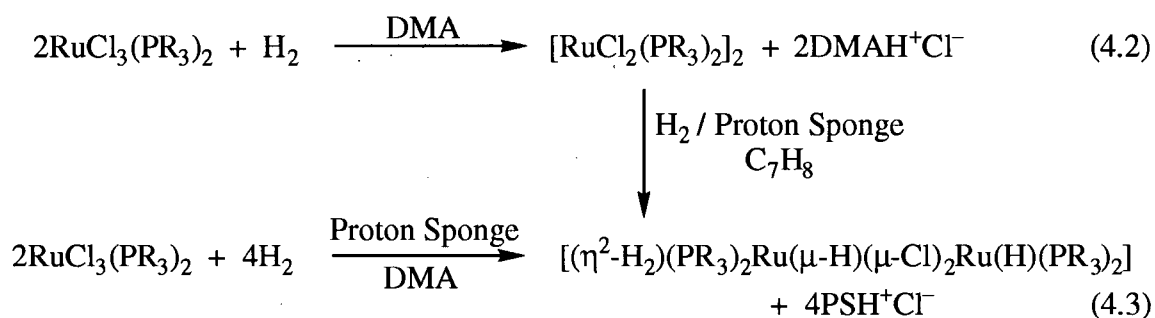 2RuCl₃(PR₃)₂ + H₂ DMA [RuCl₂(PR₃)₂]₂ + 2DMAH⁺Cl⁻ (4.2)
H₂ / Proton Sponge
C₇H₈
2RuCl₃(PR₃)₂ + 4H₂ Proton Sponge DMA [(η²-H₂)(PR₃)₂Ru(μ-H)(μ-Cl)₂Ru(H)(PR₃)₂]
+ 4PSH⁺Cl⁻ (4.3)